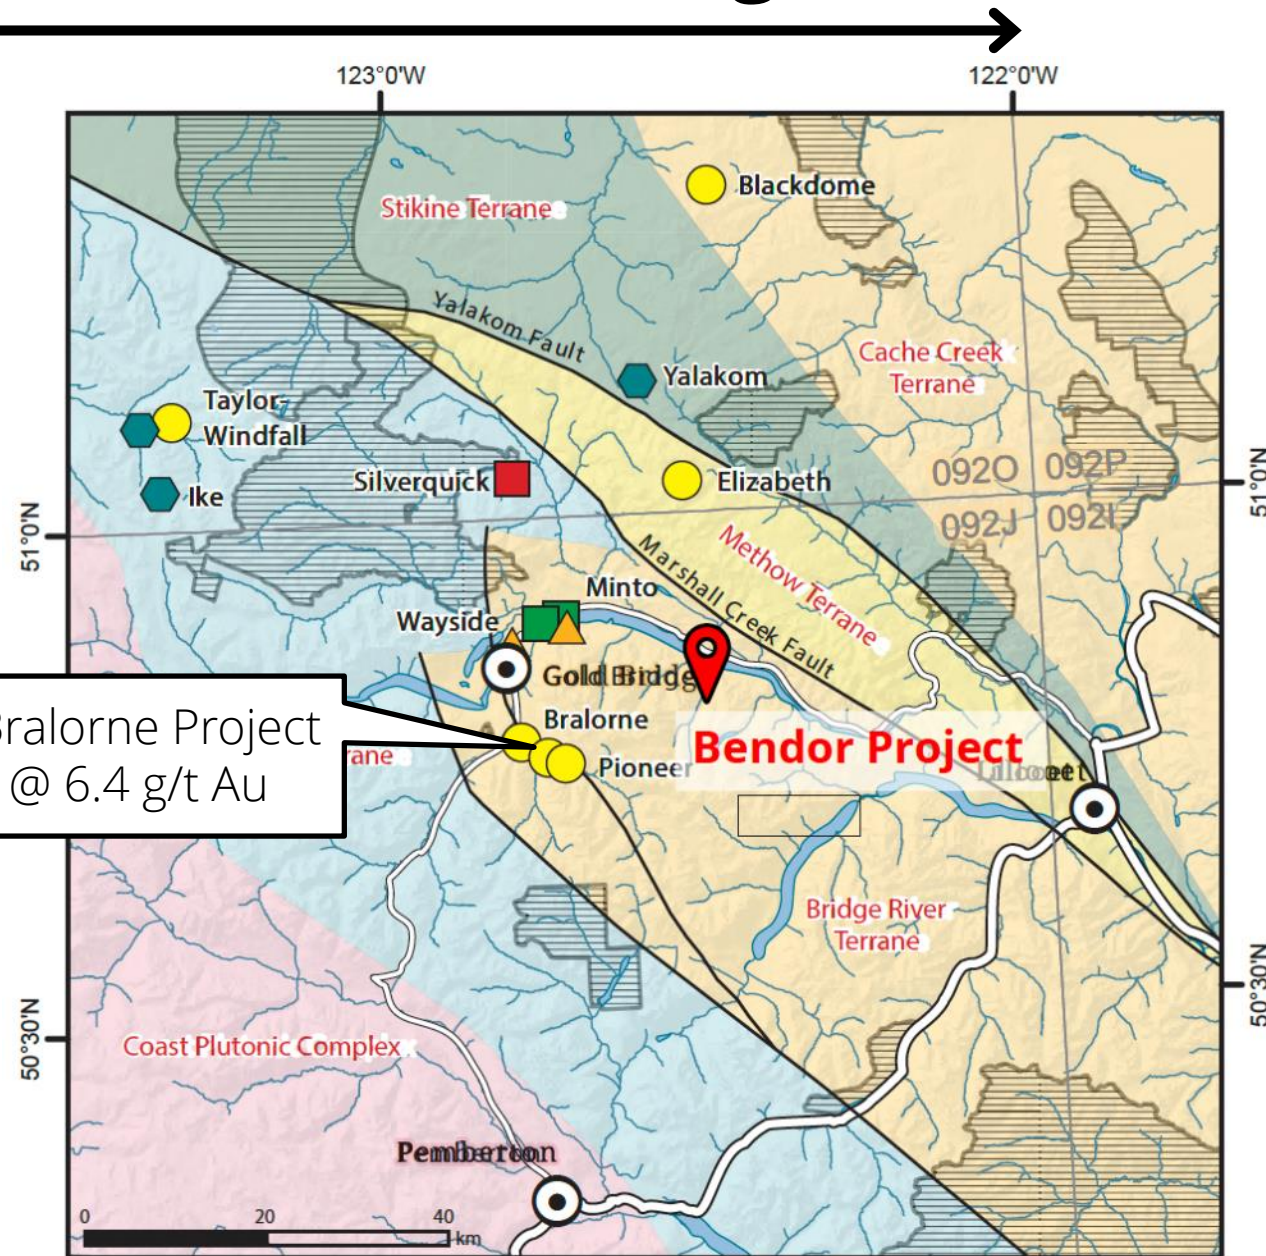 123°0'W
122°0'W
Blackdome
Stikine Terrane
Yalakom Fault
Cache Creek
Terrane
Yalakom
Taylor-
Windfall
Silverquick
Elizabeth
Ike
092O
092P
092J
092I
51°0'N
51°0'N
Methow Terrane
Marshall Creek Fault
Minto
Wayside
Gold Bridge
Bralorne
Pioneer
Bralorne Project
@ 6.4 g/t Au
rane
Bendor Project
Lillooet
Bridge River
Terrane
50°30'N
50°30'N
Coast Plutonic Complex
Pemberton
0
20
40
km